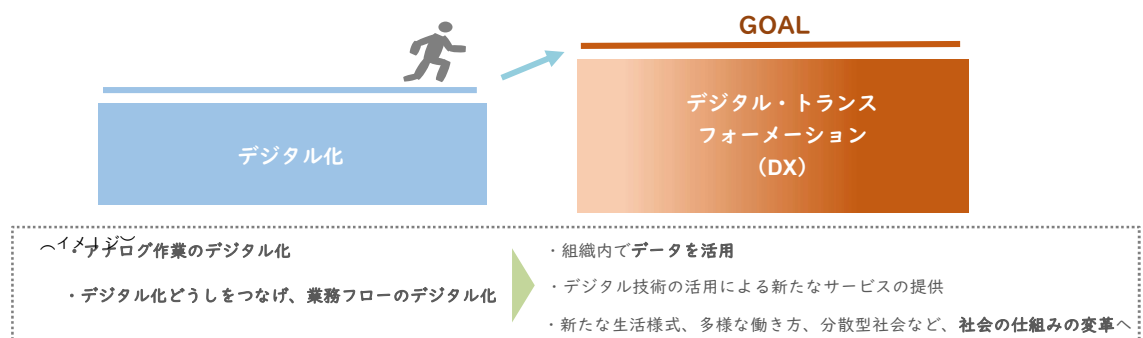 GOAL
デジタル化
デジタル・トランス
フォーメーション
（DX）
（イメージ）
・アナログ作業のデジタル化
・デジタル化どうしをつなげ、業務フローのデジタル化
・組織内でデータを活用
・デジタル技術の活用による新たなサービスの提供
・新たな生活様式、多様な働き方、分散型社会など、社会の仕組みの変革へ